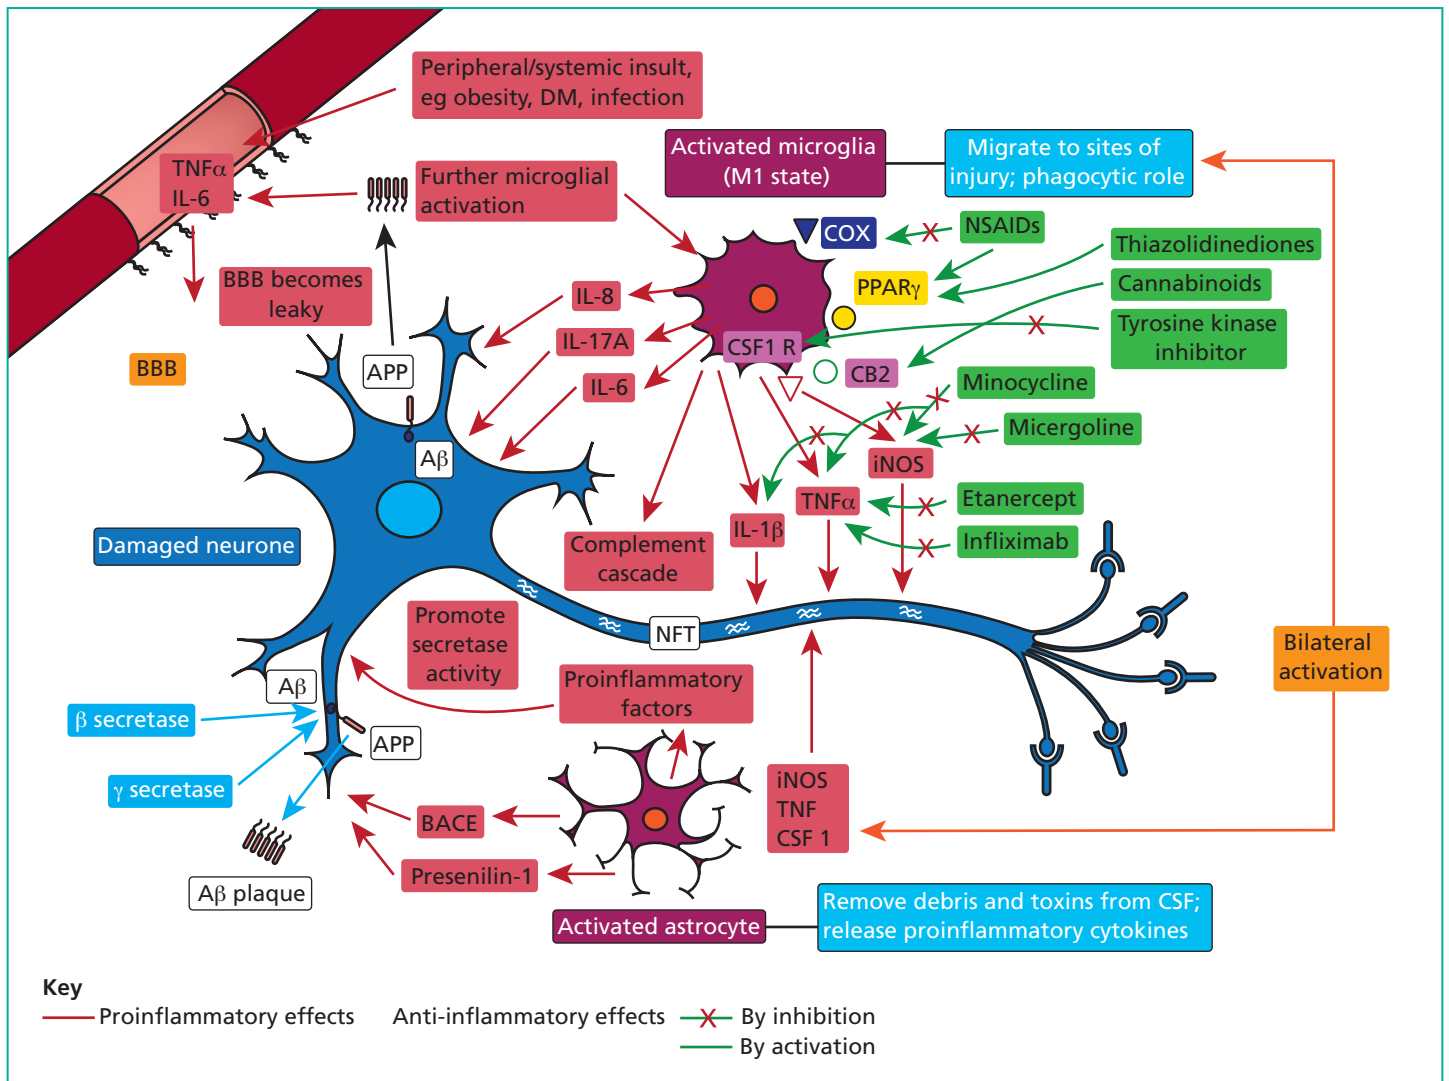 Peripheral/systemic insult,
eg obesity, DM, infection
TNFα
IL-6
Further microglial
activation
BBB becomes
leaky
BBB
Activated microglia
(M1 state)
Migrate to sites of
injury; phagocytic role
COX
NSAIDs
PPARγ
Thiazolidinediones
Cannabinoids
Tyrosine kinase
inhibitor
IL-8
IL-17A
IL-6
CSF1 R
CB2
Minocycline
Micergoline
APP
Aβ
iNOS
TNFα
IL-1β
Etanercept
Infliximab
Complement
cascade
Damaged neurone
NFT
Promote
secretase
activity
Proinflammatory
factors
Bilateral
activation
Aβ
β secretase
APP
γ secretase
Aβ plaque
BACE
Presenilin-1
iNOS
TNF
CSF 1
Activated astrocyte
Remove debris and toxins from CSF;
release proinflammatory cytokines
Key
Proinflammatory effects
Anti-inflammatory effects
By inhibition
By activation